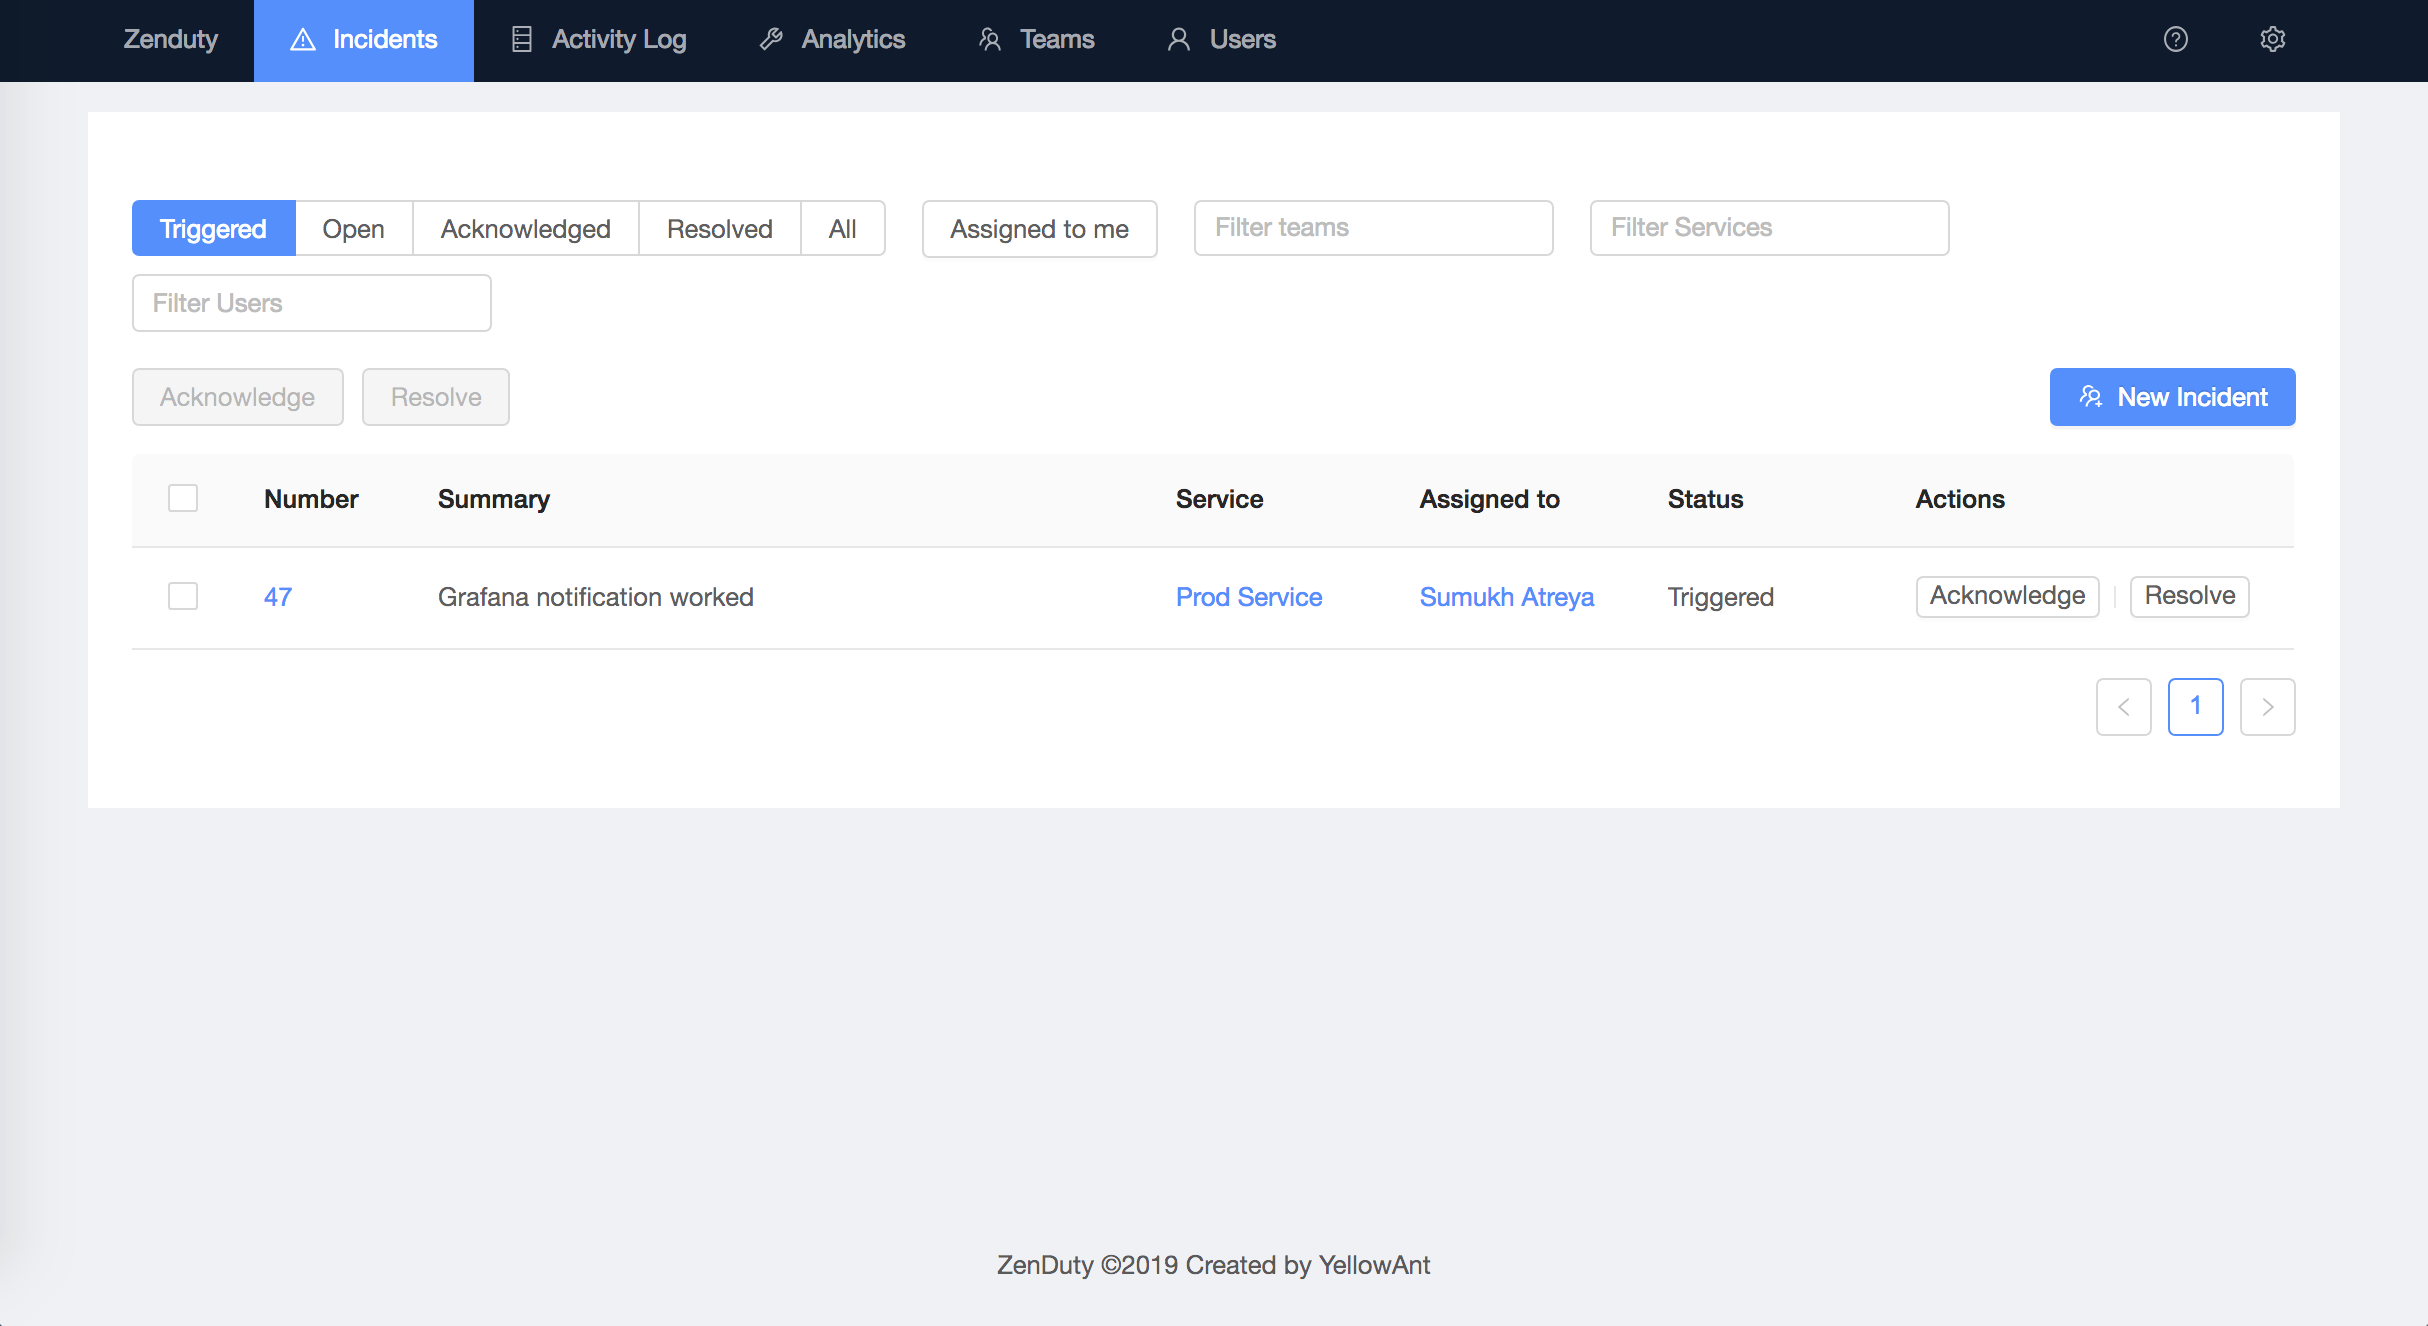 Zenduty Incidents Activity Log Analytics Teams Users
Triggered Open Acknowledged Resolved All Assigned to me Filter teams Filter Services
Filter Users
Acknowledge Resolve New Incident
Number Summary Service Assigned to Status Actions
47 Grafana notification worked Prod Service Sumukh Atreya Triggered Acknowledge Resolve
1
ZenDuty ©2019 Created by YellowAnt